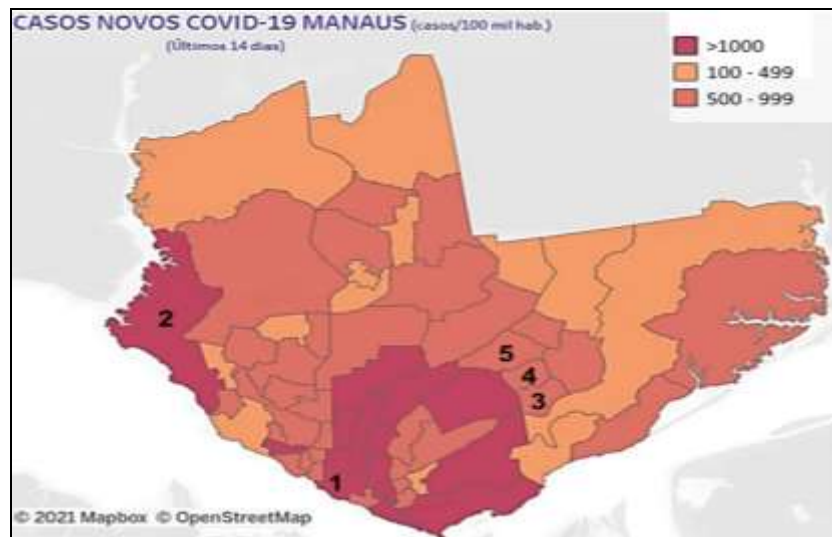 CASOS NOVOS COVID-19 MANAUS (casos/100 mil hab.)
(Últimos 14 dias)
>1000
100 - 499
500 - 999
2
5
4
3
1
© 2021 Mapbox © OpenStreetMap